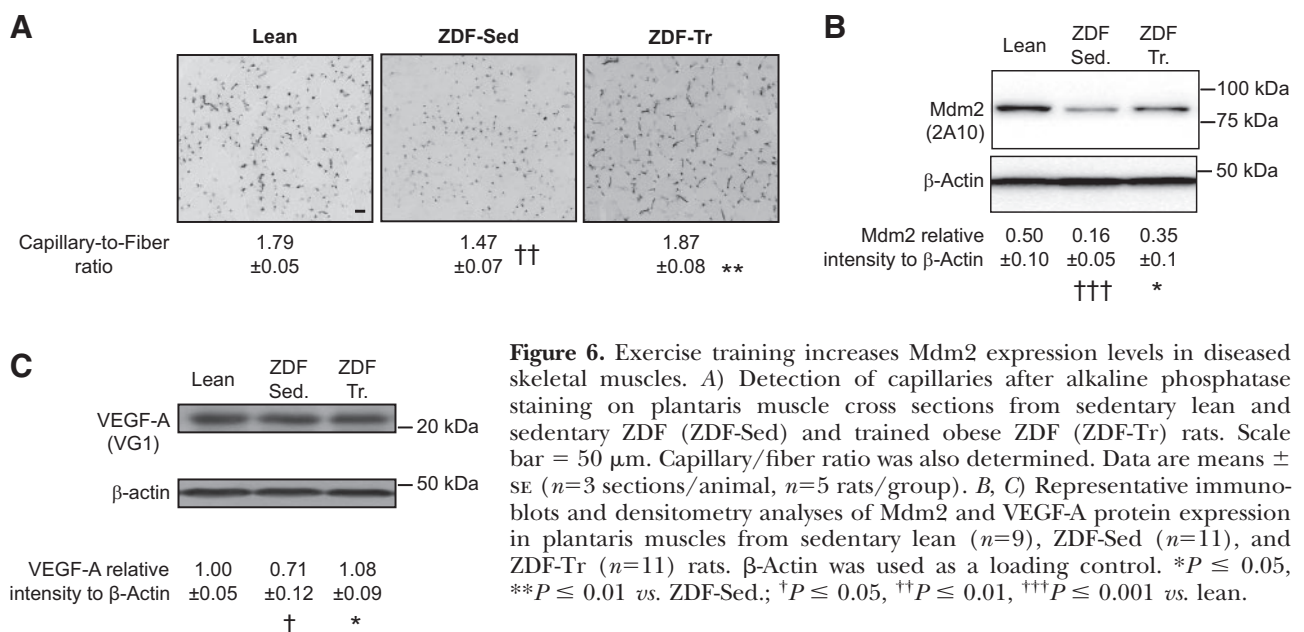 A
Lean
ZDF-Sed
ZDF-Tr
Capillary-to-Fiber
ratio
1.79
±0.05
1.47
±0.07
††
1.87
±0.08
**
B
Lean
ZDF
Sed.
ZDF
Tr.
Mdm2
(2A10)
100 kDa
75 kDa
β-Actin
50 kDa
Mdm2 relative 0.50 0.16 0.35
intensity to β-Actin ±0.10 ±0.05 ±0.1
††† *
C
Lean
ZDF
Sed.
ZDF
Tr.
VEGF-A
(VG1)
20 kDa
β-actin
50 kDa
VEGF-A relative 1.00 0.71 1.08
intensity to β-Actin ±0.05 ±0.12 ±0.09
† *
Figure 6. Exercise training increases Mdm2 expression levels in diseased
skeletal muscles. A) Detection of capillaries after alkaline phosphatase
staining on plantaris muscle cross sections from sedentary lean and
sedentary ZDF (ZDF-Sed) and trained obese ZDF (ZDF-Tr) rats. Scale
bar = 50 μm. Capillary/fiber ratio was also determined. Data are means ±
SE (n=3 sections/animal, n=5 rats/group). B, C) Representative immuno-
blots and densitometry analyses of Mdm2 and VEGF-A protein expression
in plantaris muscles from sedentary lean (n=9), ZDF-Sed (n=11), and
ZDF-Tr (n=11) rats. β-Actin was used as a loading control. *P ≤ 0.05,
**P ≤ 0.01 vs. ZDF-Sed.; †P ≤ 0.05, ††P ≤ 0.01, †††P ≤ 0.001 vs. lean.